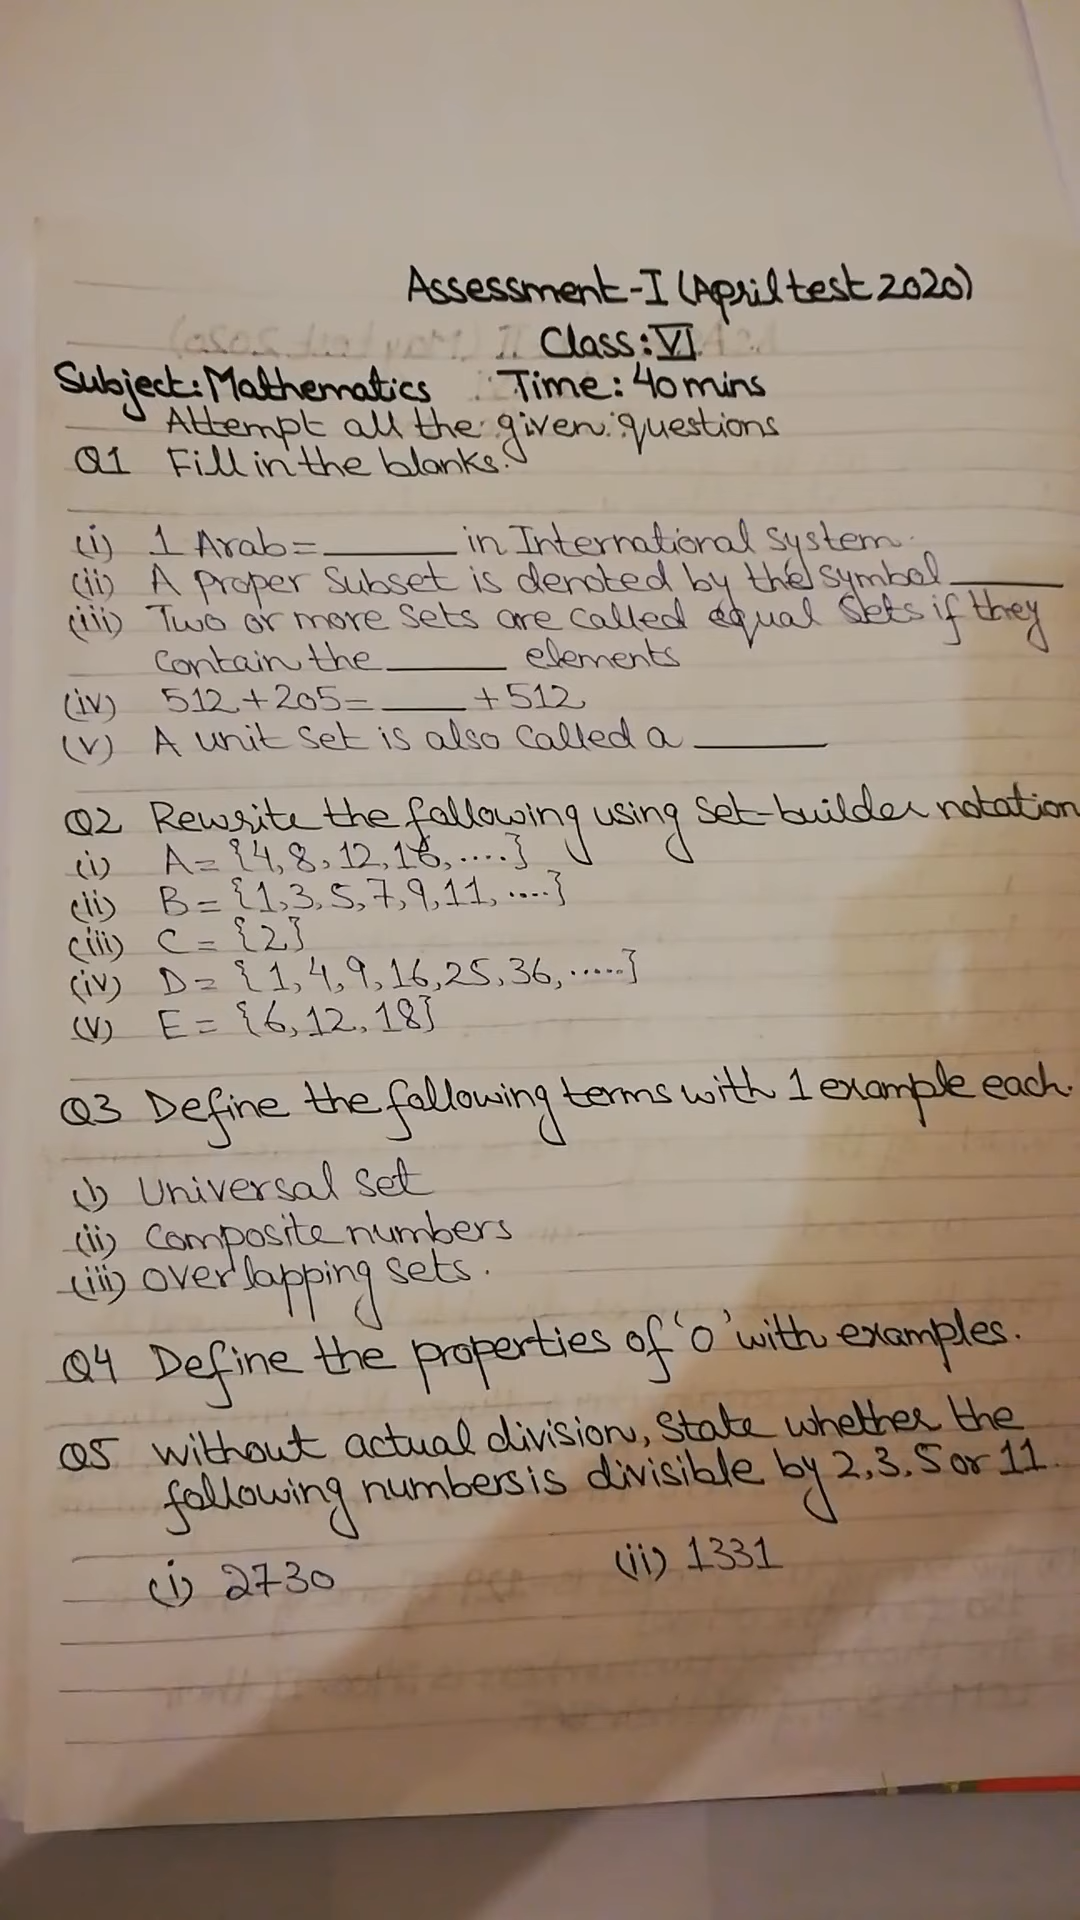 Assessment-I (April test 2020)
Class: VI
Subject: Mathematics Time: 40 mins
Attempt all the given questions
Q1 Fill in the blanks.
(i) 1 Arab = ______ in International system.
(ii) A proper subset is denoted by the symbol ______
(iii) Two or more sets are called equal sets if they
contain the ______ elements
(iv) 512 + 205 = ____ + 512
(v) A unit set is also called a ______
Q2 Rewrite the following using set-builder notation
(i) A = {4, 8, 12, 16, ....}
(ii) B = {1, 3, 5, 7, 9, 11, ....}
(iii) C = {2}
(iv) D = {1, 4, 9, 16, 25, 36, .....}
(v) E = {6, 12, 18}
Q3 Define the following terms with 1 example each.
(i) Universal set
(ii) Composite numbers
(iii) overlapping sets.
Q4 Define the properties of '0' with examples.
Q5 without actual division, State whether the
following numbers is divisible by 2, 3, 5 or 11.
(i) 2730 (ii) 1331